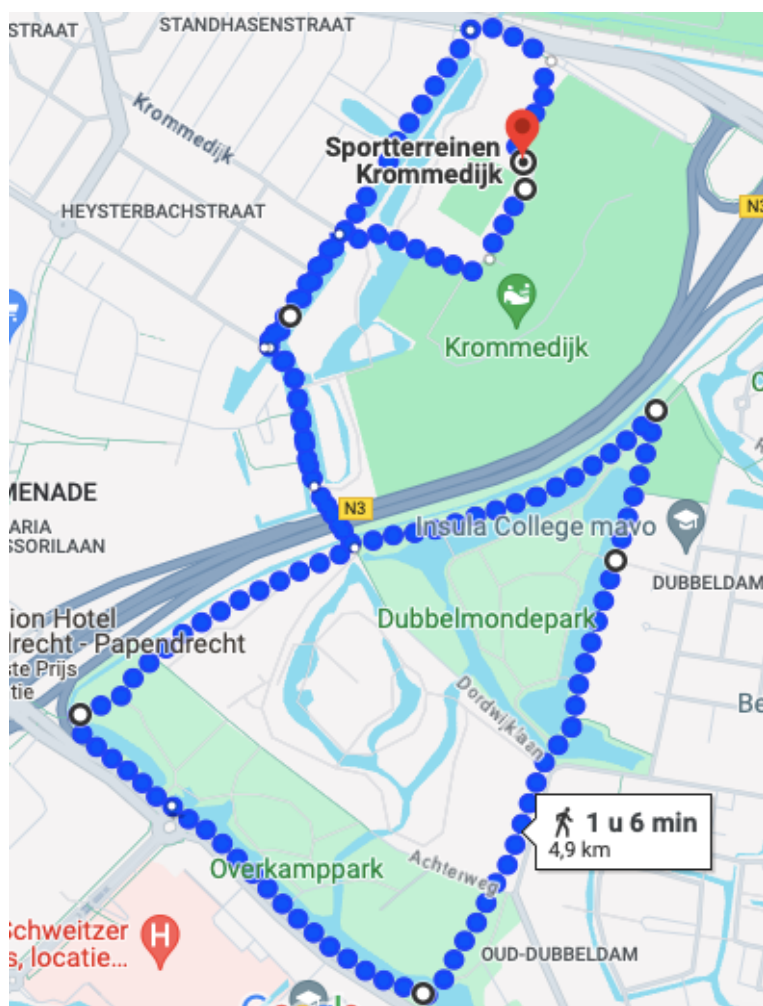 STRAAT
STANDHASENSTRAAT
Krommedijk
Sportterreinen
Krommedijk
HEYSTERBACHSTRAAT
N3
Krommedijk
MENADE
ARIA
SSORILAAN
N3
Insula College mavo
DUBBELDAM
ion Hotel
lrecht - Papendrecht
ste Prijs
tie
Dubbelmondepark
Dordwijklaan
Be
1 u 6 min
4,9 km
Overkamppark
Achterweg
Schweitzer
s, locatie...
H
OUD-DUBBELDAM